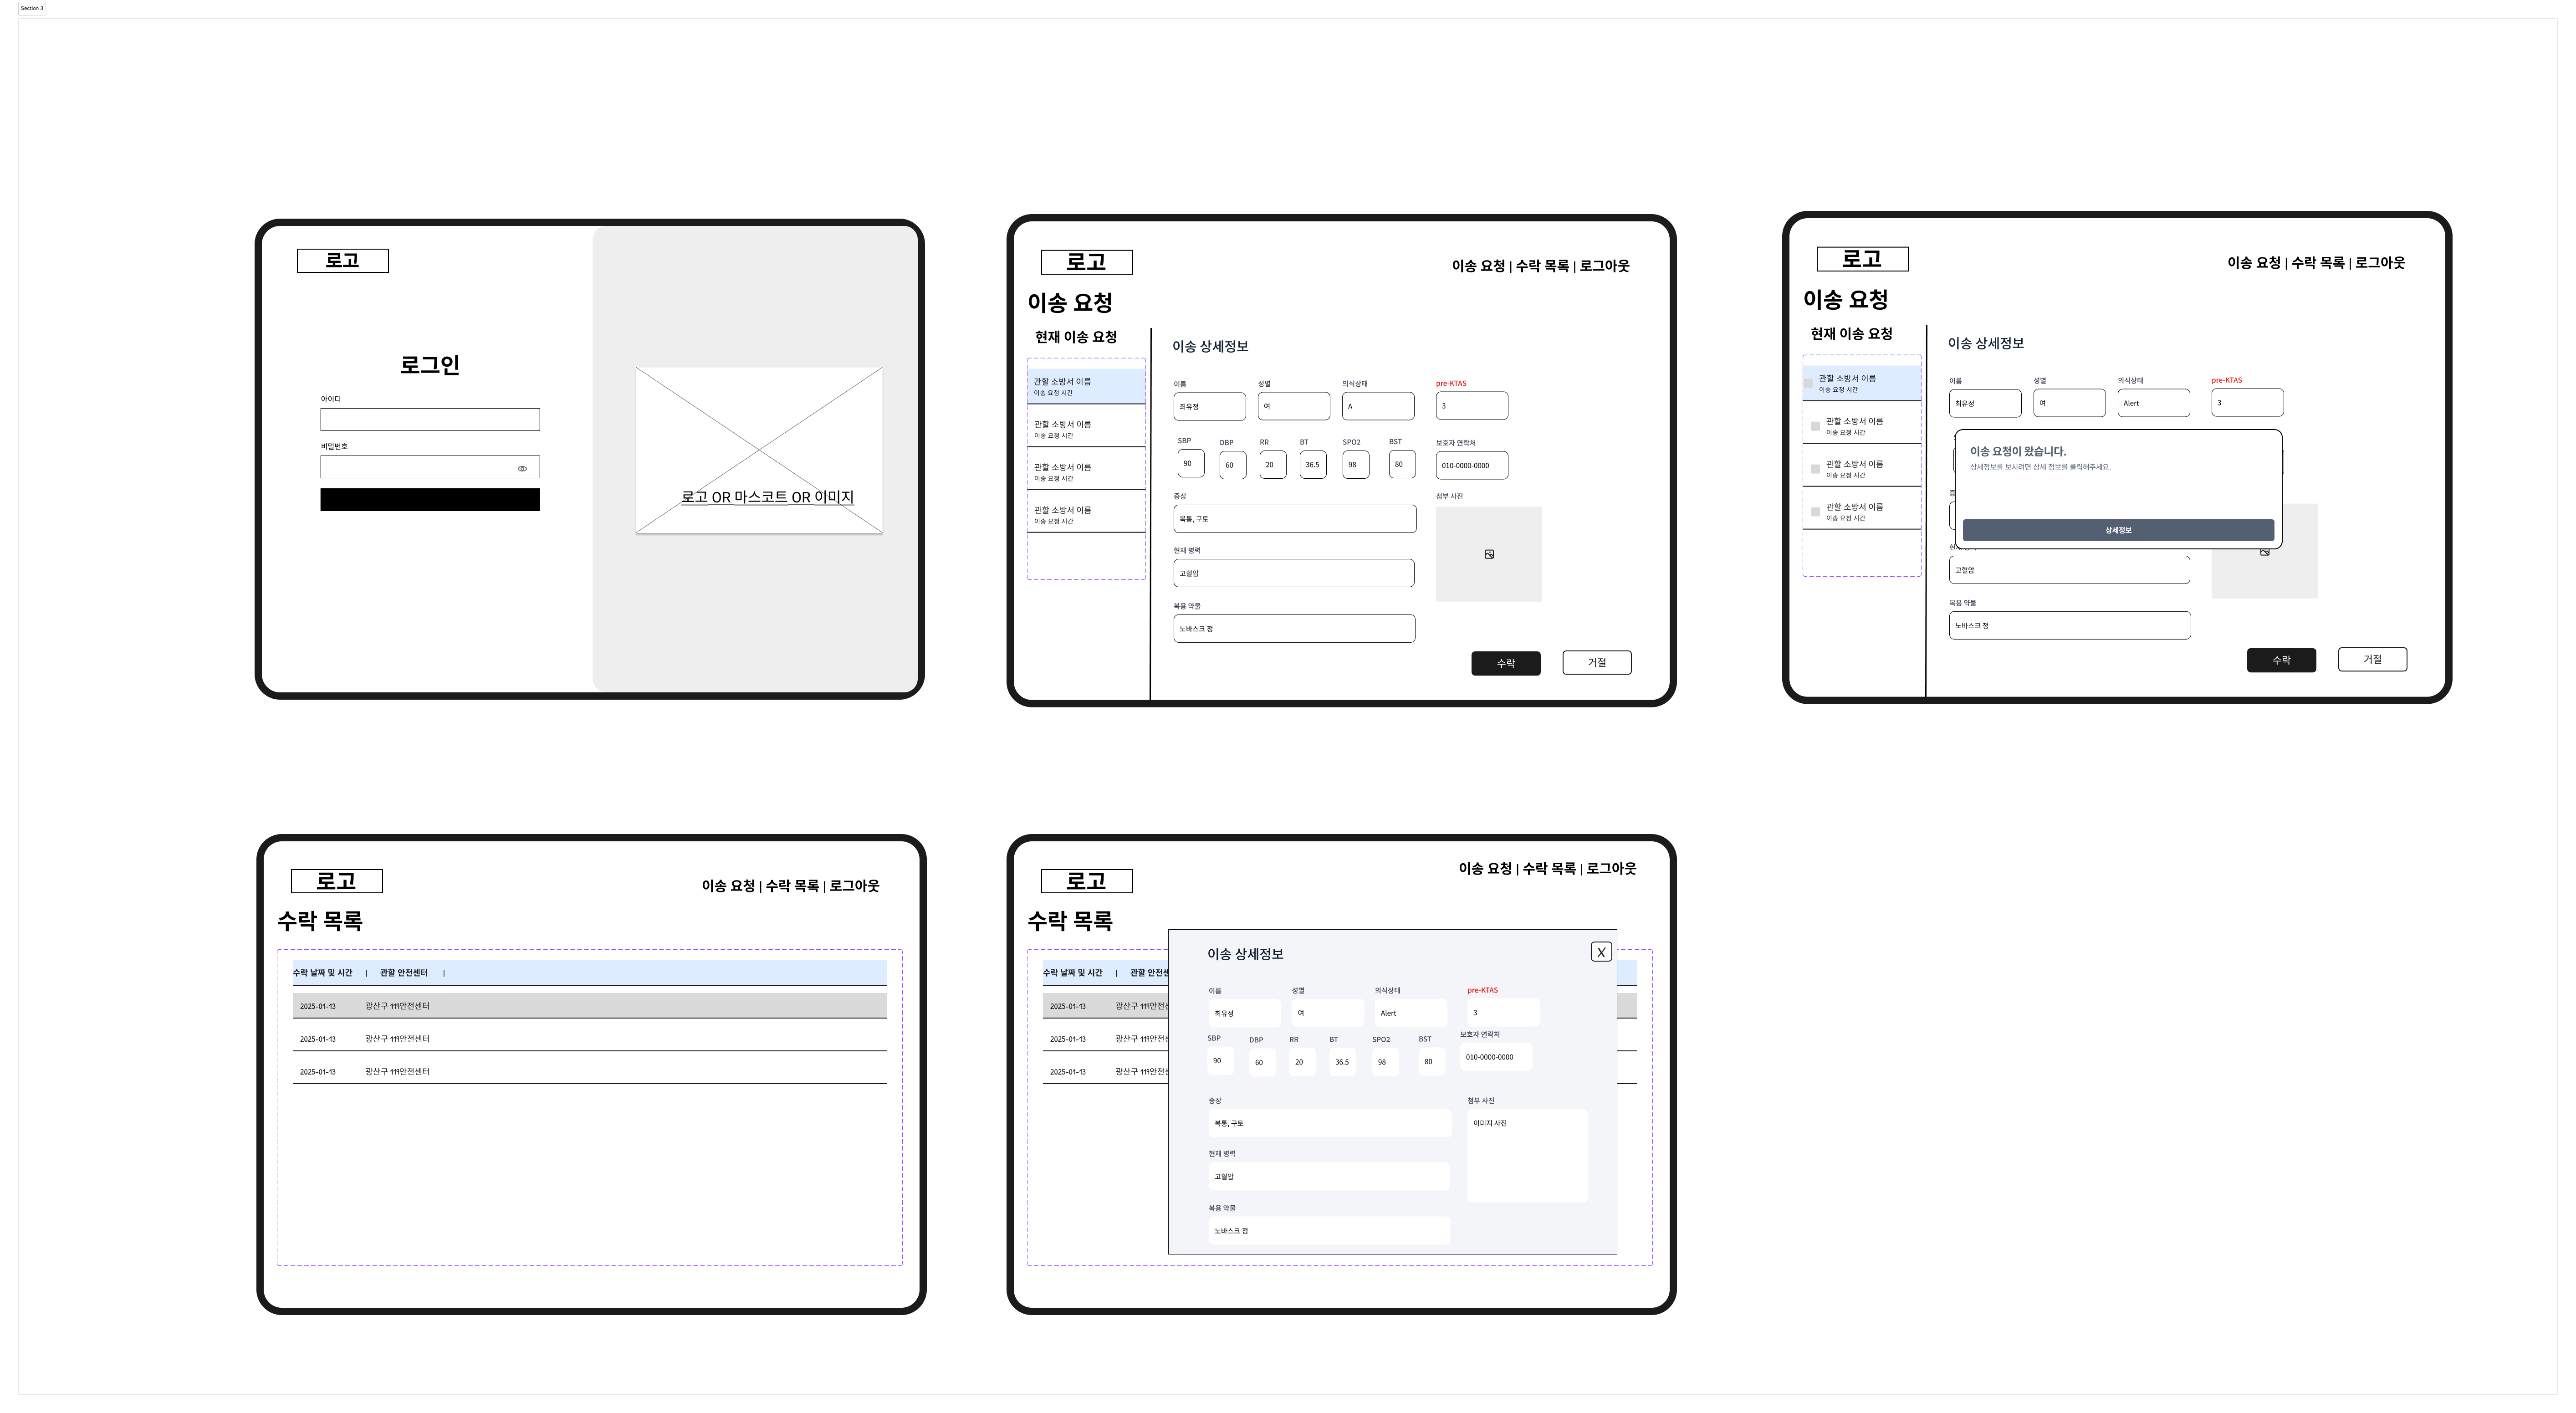 Section 3
로고
로그인
아이디
비밀번호
로고 OR 마스코트 OR 이미지
로고
이송 요청 | 수락 목록 | 로그아웃
이송 요청
현재 이송 요청
관할 소방서 이름
이송 요청 시간
관할 소방서 이름
이송 요청 시간
관할 소방서 이름
이송 요청 시간
관할 소방서 이름
이송 요청 시간
이송 상세정보
이름 성별 의식상태 pre-KTAS
최유정 여 A 3
SBP DBP RR BT SPO2 BST 보호자 연락처
90 60 20 36.5 98 80 010-0000-0000
증상 첨부 사진
복통, 구토
현재 병력
고혈압
복용 약물
노바스크 정
수락 거절
로고
이송 요청 | 수락 목록 | 로그아웃
이송 요청
현재 이송 요청
관할 소방서 이름
이송 요청 시간
관할 소방서 이름
이송 요청 시간
관할 소방서 이름
이송 요청 시간
관할 소방서 이름
이송 요청 시간
이송 상세정보
이름 성별 의식상태 pre-KTAS
최유정 여 Alert 3
이송 요청이 왔습니다.
상세정보를 보시려면 상세 정보를 클릭해주세요.
상세정보
고혈압
복용 약물
노바스크 정
수락 거절
로고
이송 요청 | 수락 목록 | 로그아웃
수락 목록
수락 날짜 및 시간 | 관할 안전센터 |
2025-01-13 광산구 119안전센터
2025-01-13 광산구 119안전센터
2025-01-13 광산구 119안전센터
로고
이송 요청 | 수락 목록 | 로그아웃
수락 목록
수락 날짜 및 시간 | 관할 안전센
2025-01-13 광산구 119안전센
2025-01-13 광산구 119안전센
2025-01-13 광산구 119안전센
이송 상세정보 X
이름 성별 의식상태 pre-KTAS
최유정 여 Alert 3
SBP DBP RR BT SPO2 BST 보호자 연락처
90 60 20 36.5 98 80 010-0000-0000
증상 첨부 사진
복통, 구토 이미지 사진
현재 병력
고혈압
복용 약물
노바스크 정